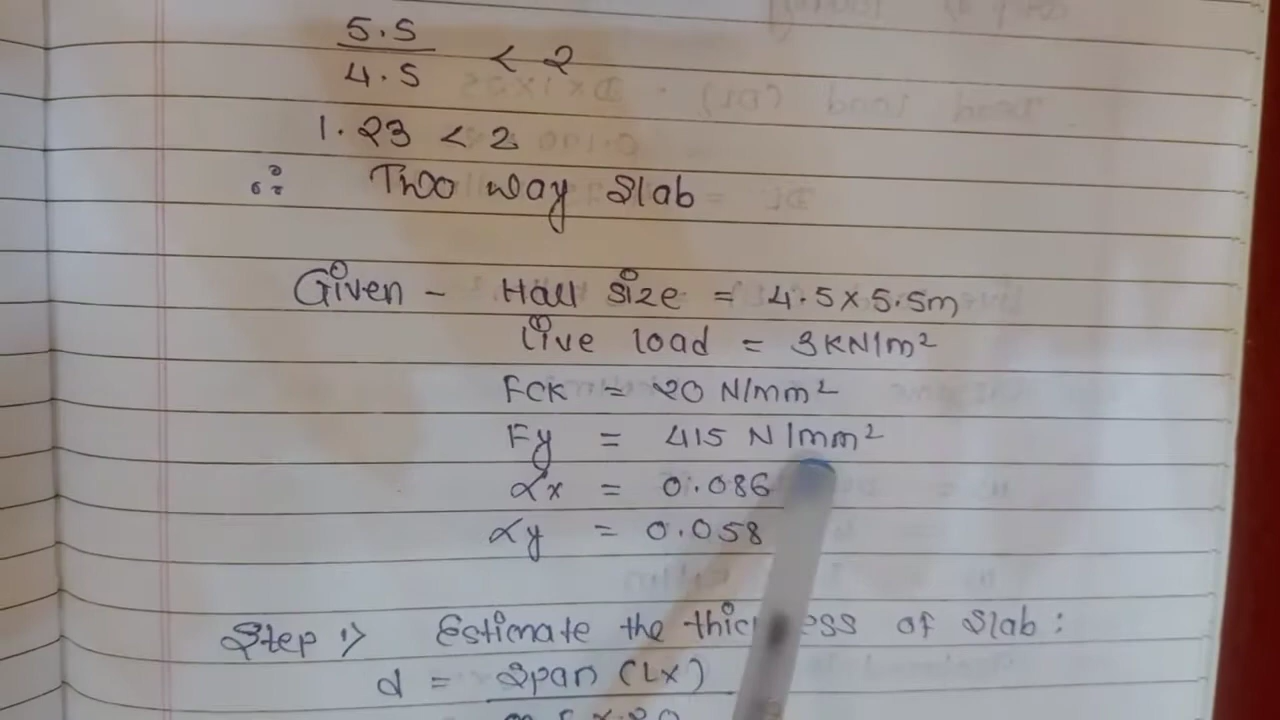 5.5
4.5 < 2
1.23 < 2
∴ Two way Slab
Given - Hall Size = 4.5 x 5.5m
live load = 3KN/m²
FCK = 20 N/mm²
Fy = 415 N/mm²
αx = 0.086
αy = 0.058
Step 1) Estimate the thickness of Slab :
d = Span (Lx)